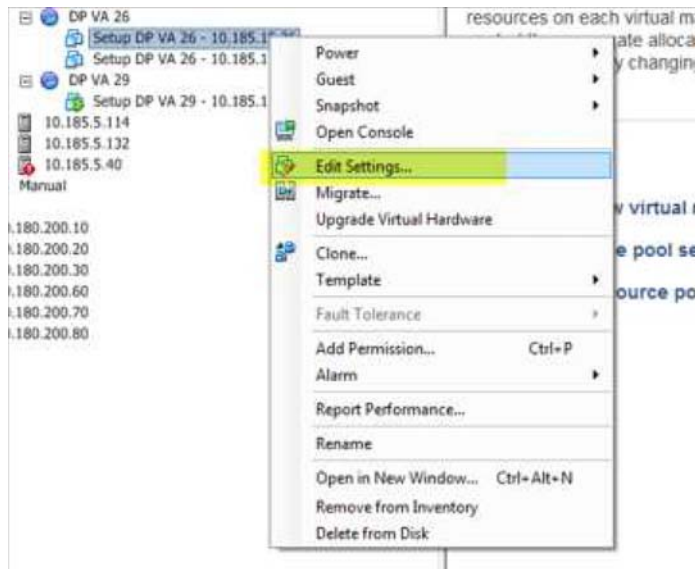 DP VA 26
Setup DP VA 26 - 10.185.1
Setup DP VA 26 - 10.185.1
DP VA 29
Setup DP VA 29 - 10.185.1
10.185.5.114
10.185.5.132
10.185.5.40
Manual
.180.200.10
.180.200.20
.180.200.30
.180.200.60
.180.200.70
.180.200.80
Power
Guest
Snapshot
Open Console
Edit Settings...
Migrate...
Upgrade Virtual Hardware
Clone...
Template
Fault Tolerance
Add Permission... Ctrl+P
Alarm
Report Performance...
Rename
Open in New Window... Ctrl+Alt+N
Remove from Inventory
Delete from Disk
resources on each virtual m
ate alloca
y changing
w virtual
e pool se
ource po